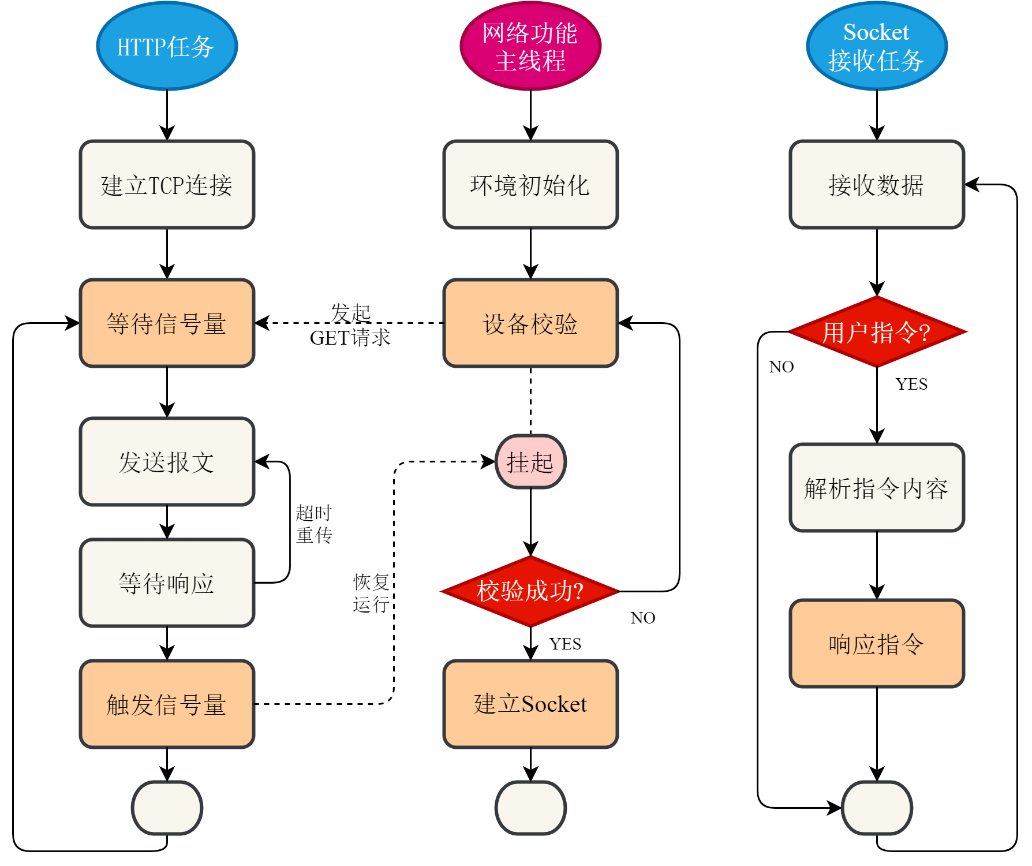 HTTP任务
建立TCP连接
等待信号量
发送报文
超时
重传
等待响应
触发信号量
发起
GET请求
恢复
运行
网络功能
主线程
环境初始化
设备校验
挂起
校验成功?
NO
YES
建立Socket
Socket
接收任务
接收数据
用户指令?
NO
YES
解析指令内容
响应指令